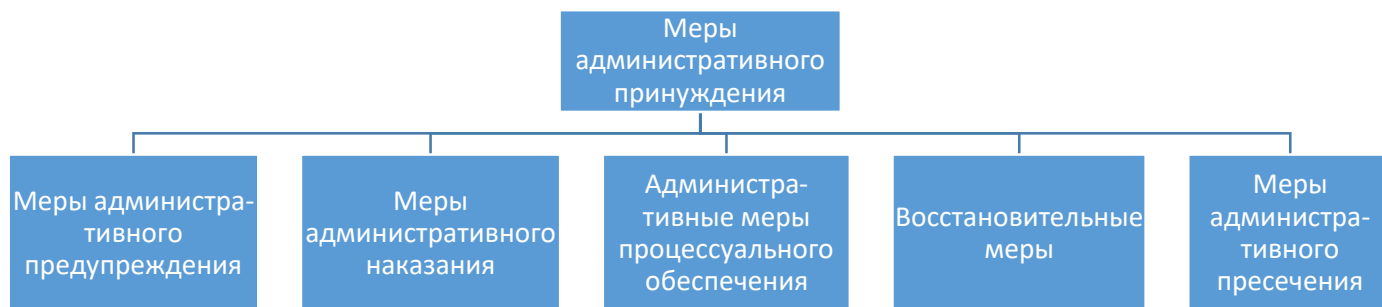 Меры
административного
принуждения
Меры администра-
тивного
предупреждения
Меры
административного
наказания
Администра-
тивные меры
процессуального
обеспечения
Восстановительные
меры
Меры
администра-
тивного
пресечения